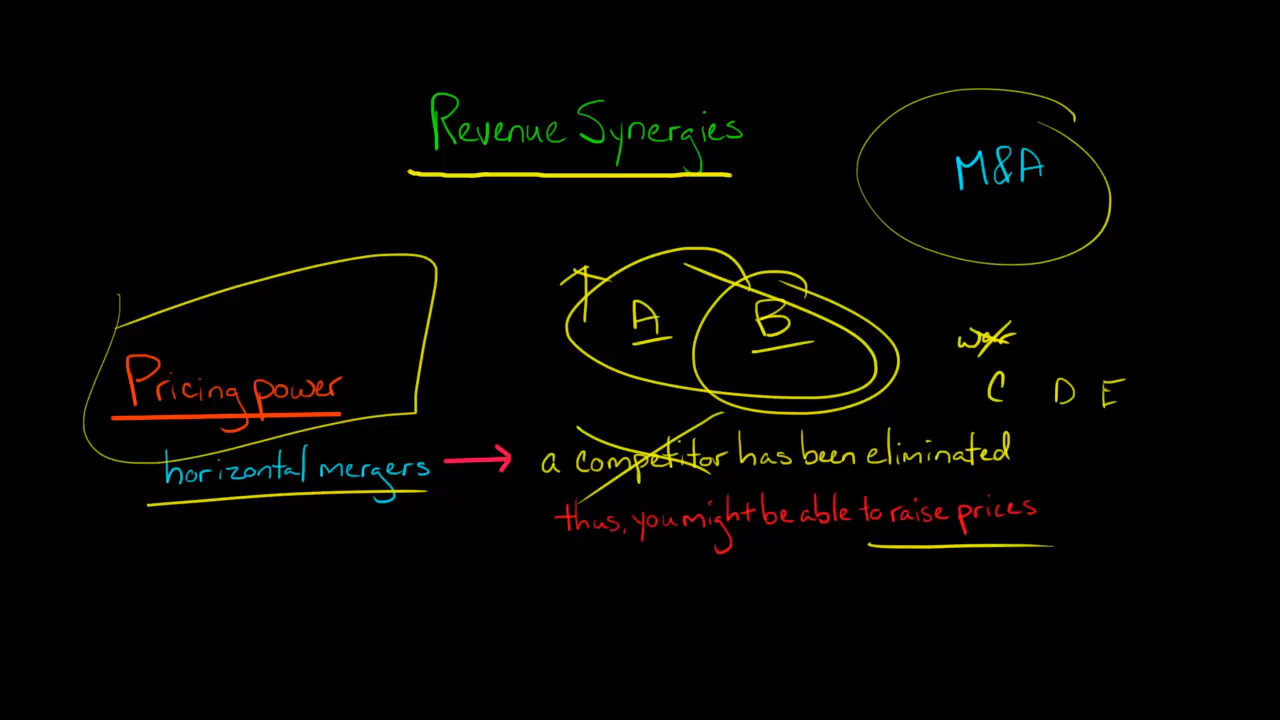 Revenue Synergies
M&A
A B
C D E
Pricing power
horizontal mergers → a competitor has been eliminated
thus, you might be able to raise prices